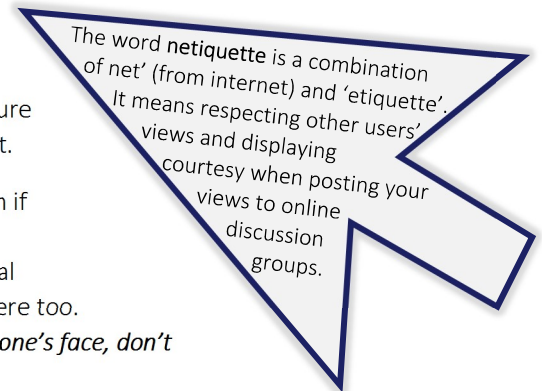 ure
t.
if
al
ere too.
one’s face, don’t
The word netiquette is a combination
of net’ (from internet) and ‘etiquette’.
It means respecting other users’
views and displaying
courtesy when posting your
views to online
discussion
groups.